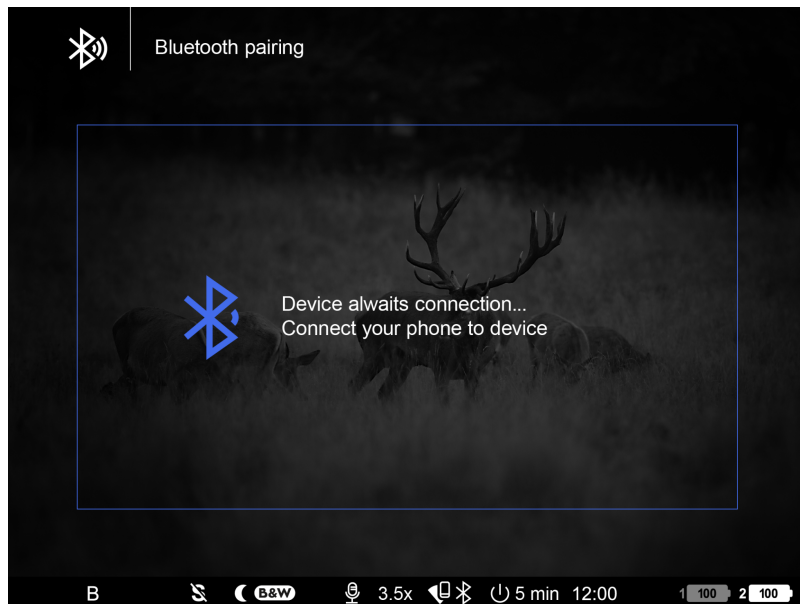 Bluetooth pairing
Device alwaits connection...
Connect your phone to device
B B&W 3.5x 5 min 12:00 1 100 2 100